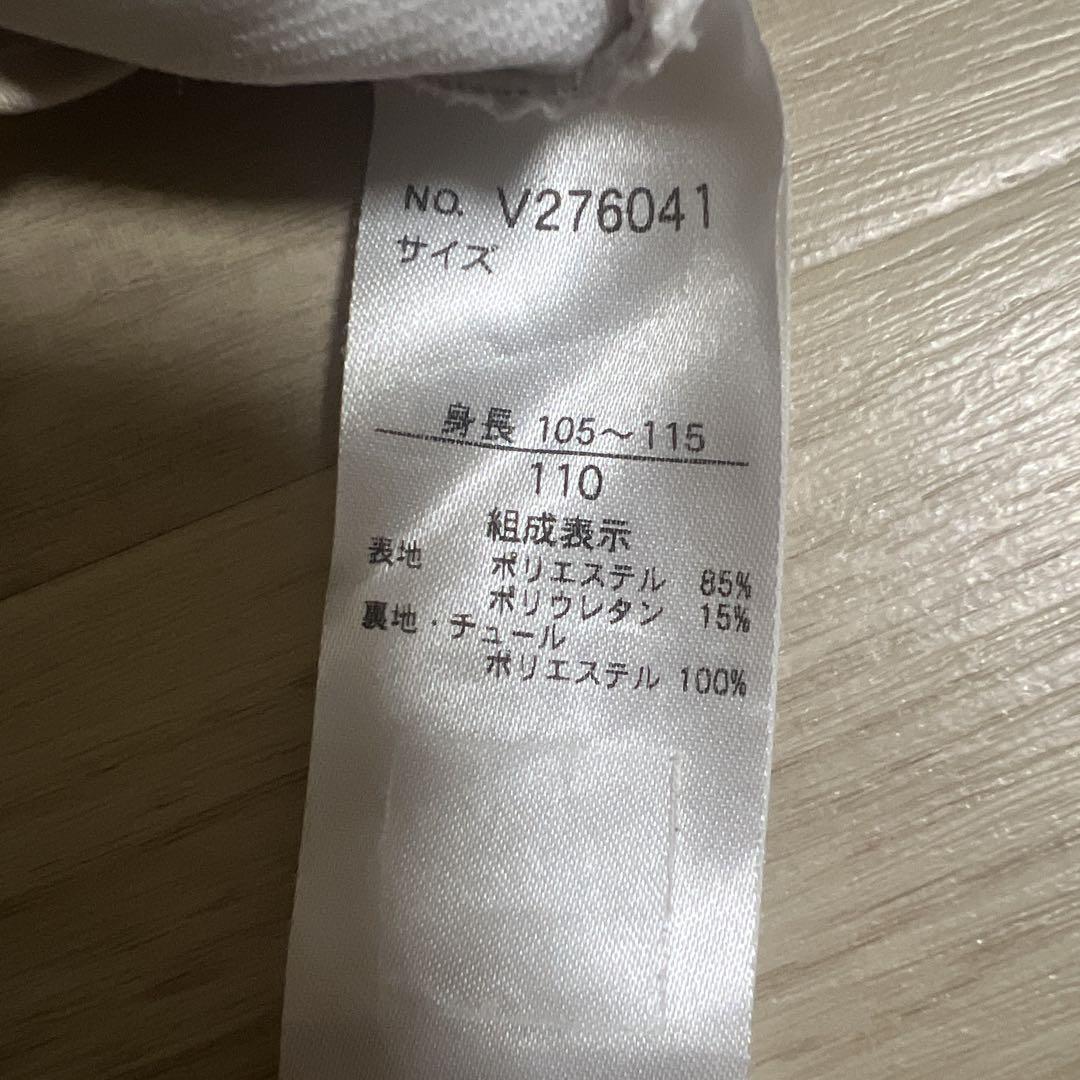 NO. V276041
サイズ
身長 105～115
110
組成表示
表地 ポリエステル 85%
ポリウレタン 15%
裏地・チュール
ポリエステル 100%